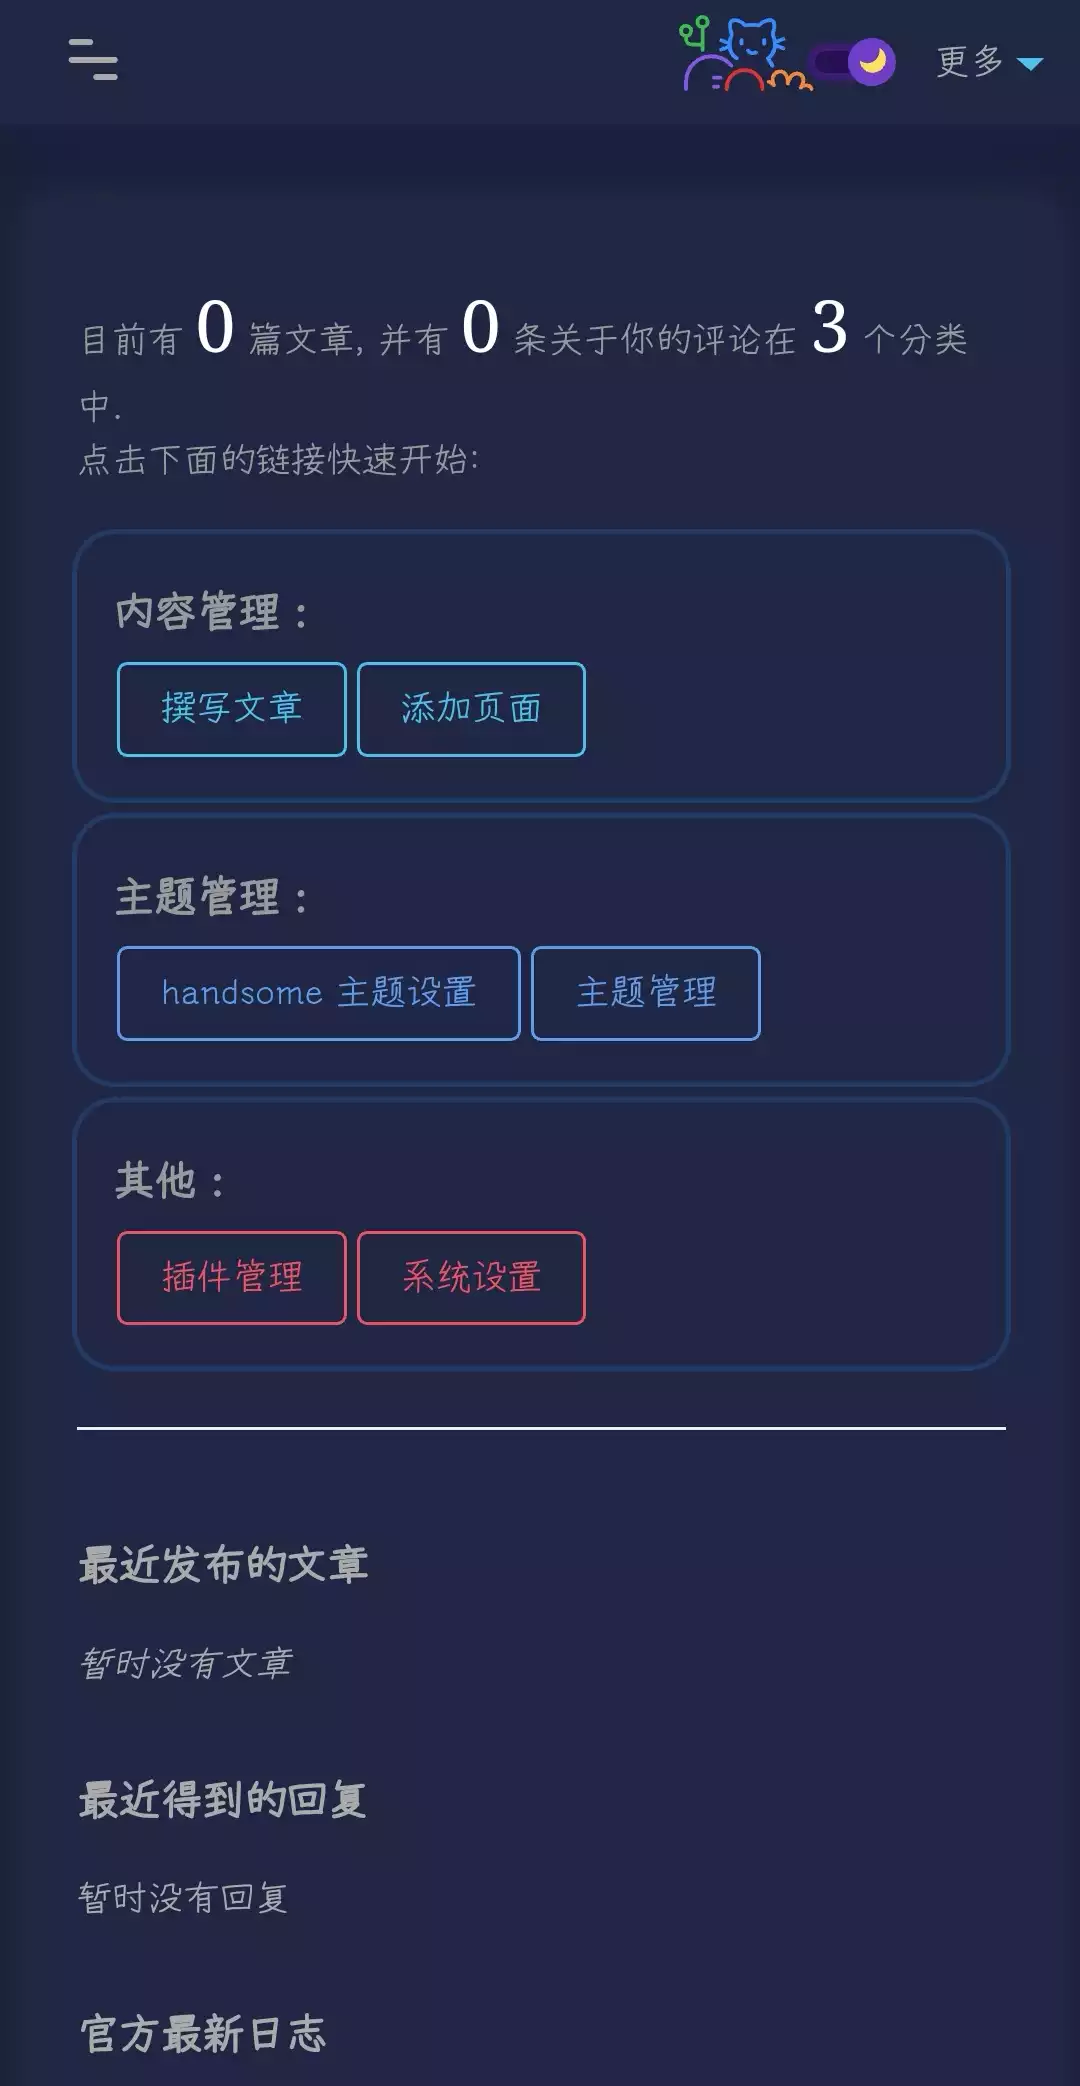 更多
目前有 0 篇文章, 并有 0 条关于你的评论在 3 个分类
中.
点击下面的链接快速开始:
内容管理：
撰写文章 添加页面
主题管理：
handsome 主题设置 主题管理
其他：
插件管理 系统设置
最近发布的文章
暂时没有文章
最近得到的回复
暂时没有回复
官方最新日志